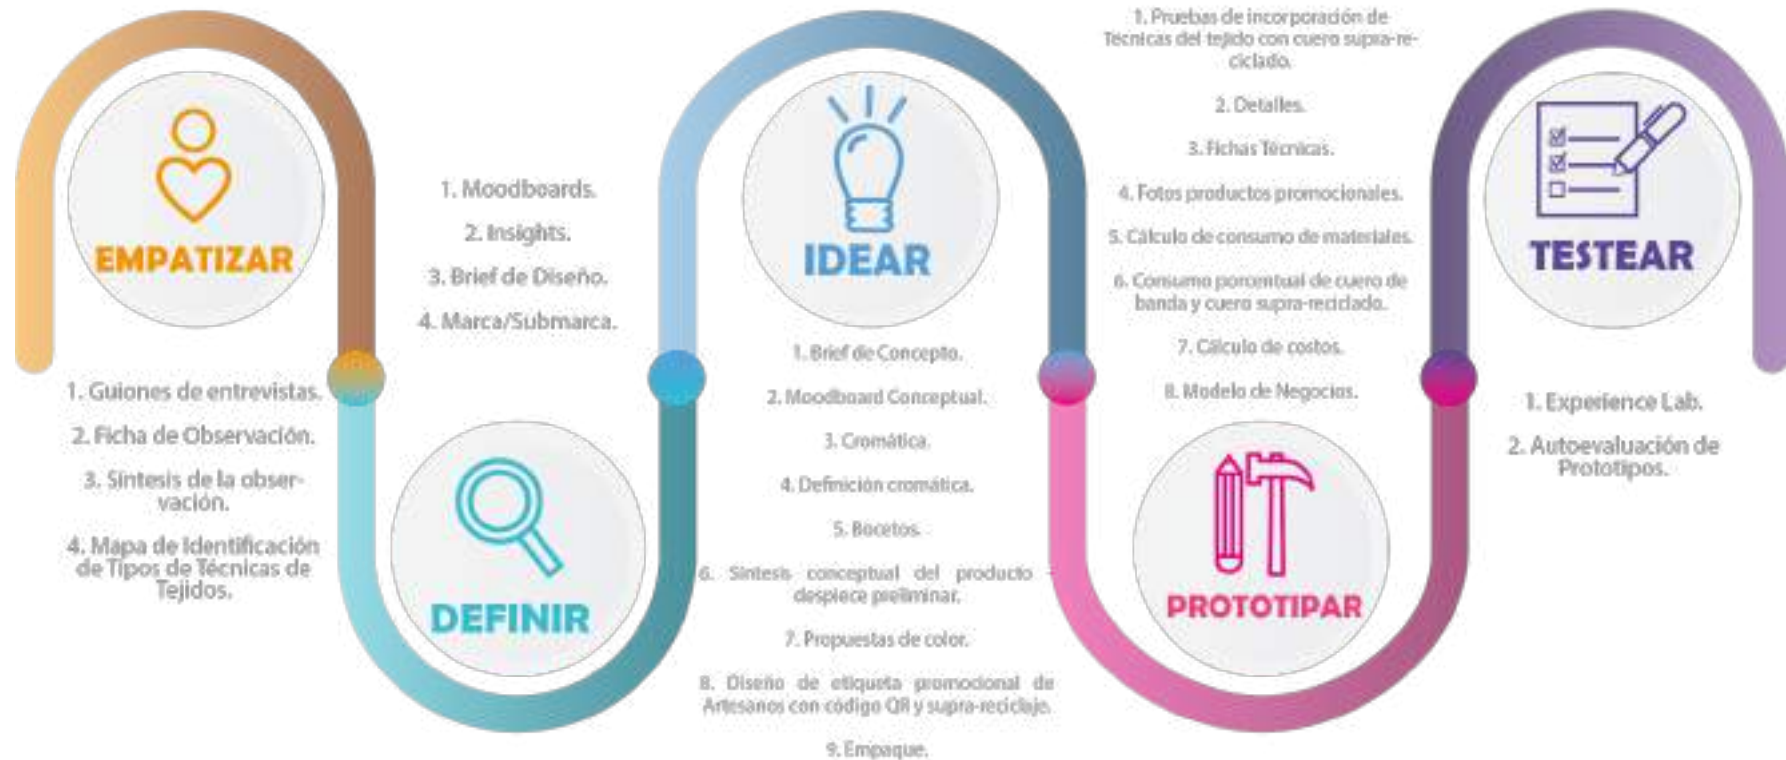 EMPATIZAR
1. Guiones de entrevistas.
2. Ficha de Observación.
3. Síntesis de la obser-
vación.
4. Mapa de Identificación
de Tipos de Técnicas de
Tejidos.
1. Moodboards.
2. Insights.
3. Brief de Diseño.
4. Marca/Submarca.
DEFINIR
IDEAR
1. Brief de Concepto.
2. Moodboard Conceptual.
3. Cromática.
4. Definición cromática.
5. Bocetos.
6. Síntesis conceptual del producto -
despiece preliminar.
7. Propuestas de color.
8. Diseño de etiqueta promocional de
Artesanos con código QR y supra-reciclaje.
9. Empaque.
1. Pruebas de incorporación de
Técnicas del tejido con cuero supra-re-
ciclado.
2. Detalles.
3. Fichas Técnicas.
4. Fotos productos promocionales.
5. Cálculo de consumo de materiales.
6. Consumo porcentual de cuero de
banda y cuero supra-reciclado.
7. Cálculo de costos.
8. Modelo de Negocios.
PROTOTIPAR
TESTEAR
1. Experience Lab.
2. Autoevaluación de
Prototipos.